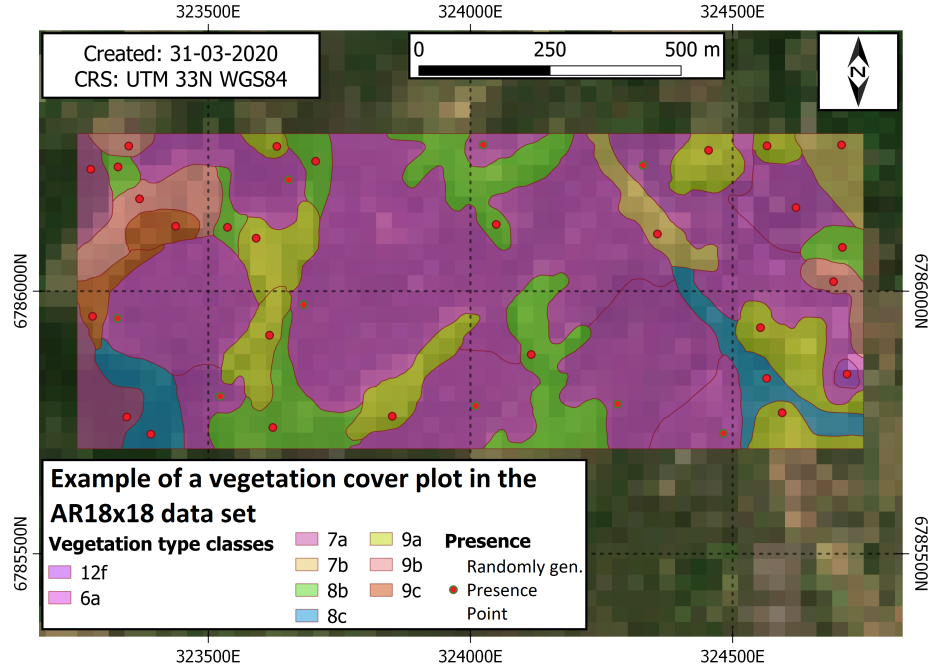 323500E 324000E 324500E
Created: 31-03-2020
CRS: UTM 33N WGS84
0 250 500 m
N
6786000N 6786000N
Example of a vegetation cover plot in the
AR18x18 data set
Vegetation type classes
12f
6a
7a
7b
8b
8c
9a
9b
9c
Presence
Randomly gen.
Presence
Point
6785500N 6785500N
323500E 324000E 324500E